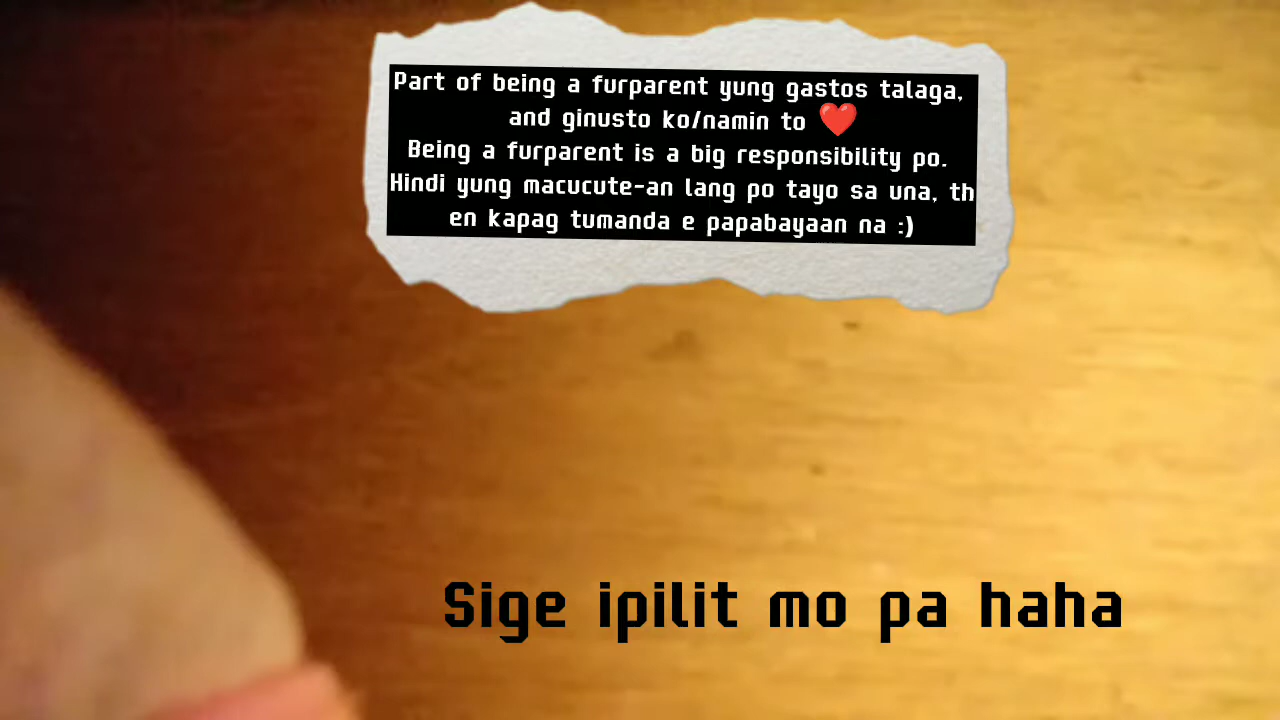 Part of being a furparent yung gastos talaga,
and ginusto ko/namin to ❤️
Being a furparent is a big responsibility po.
Hindi yung macucute-an lang po tayo sa una, th
en kapag tumanda e papabayaan na :)
Sige ipilit mo pa haha